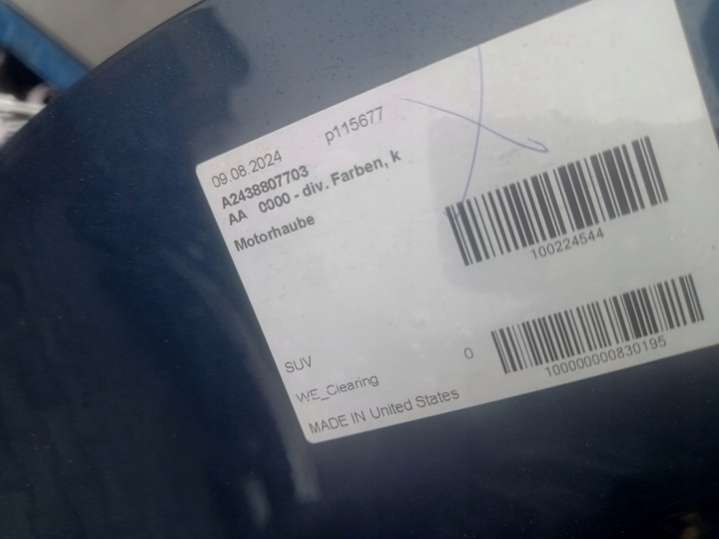 09.08.2024 p115677
A2438807703
AA 0000 - div. Farben, k
Motorhaube
100224544
SUV
0
WE_Clearing
100000000830195
MADE IN United States